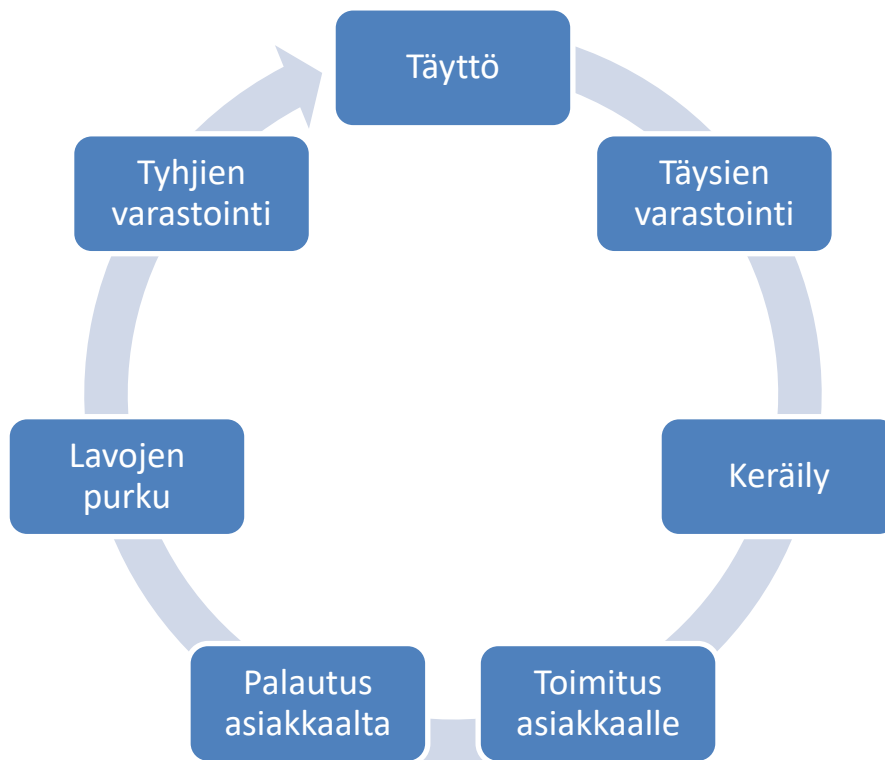 Täyttö
Täysien
varastointi
Keräily
Toimitus
asiakkaalle
Palautus
asiakkaalta
Lavojen
purku
Tyhjien
varastointi